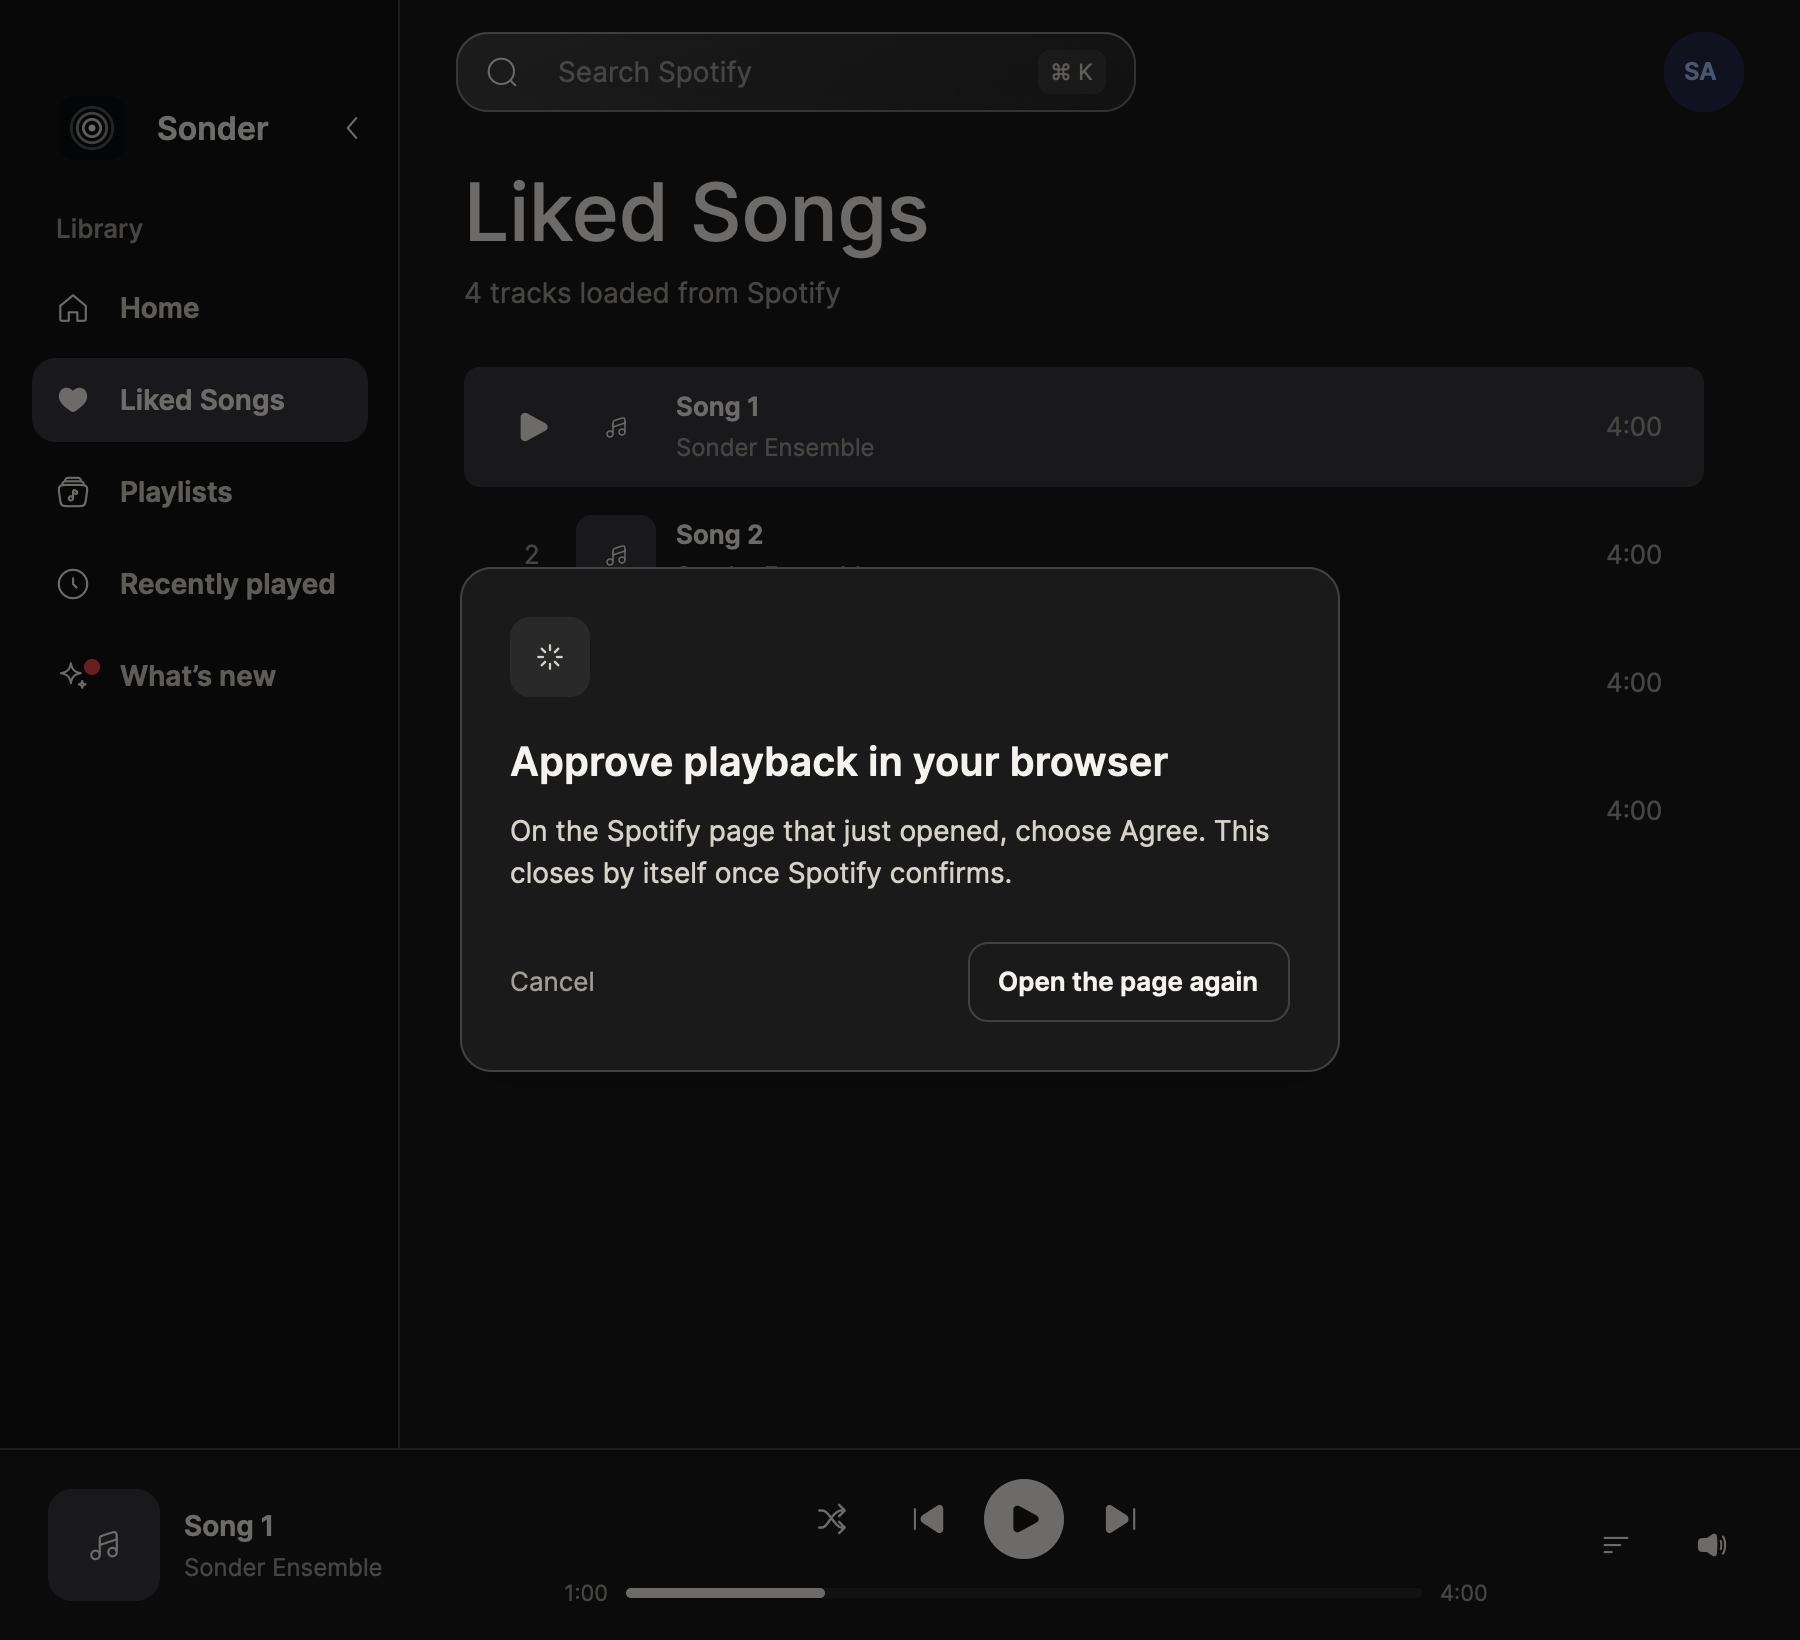 Search Spotify
⌘ K
SA
Sonder
Library
Home
Liked Songs
Playlists
Recently played
What’s new
Liked Songs
4 tracks loaded from Spotify
Song 1
Sonder Ensemble
4:00
2
Song 2
4:00
4:00
4:00
Approve playback in your browser
On the Spotify page that just opened, choose Agree. This
closes by itself once Spotify confirms.
Cancel
Open the page again
Song 1
Sonder Ensemble
1:00
4:00